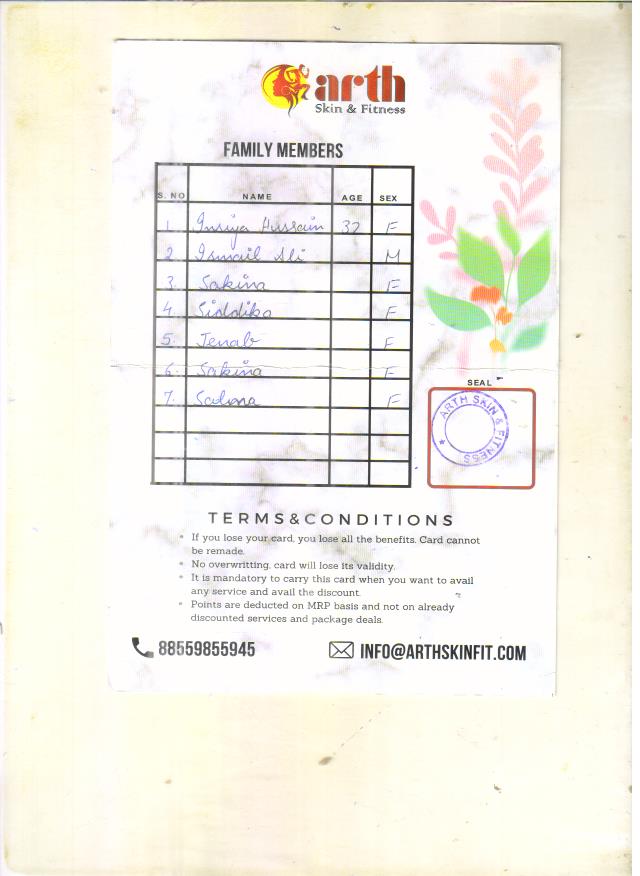 arth
Skin & Fitness
FAMILY MEMBERS
S. NO NAME AGE SEX
1. Insiya Hussain 32 F
2 Ismail Ali M
3. Sakina F
4. Siddika F
5. Jenab F
6. Sakina F
7. F
SEAL
ARTH SKIN & FITNESS
TERMS&CONDITIONS
• If you lose your card, you lose all the benefits. Card cannot
be remade.
• No overwritting, card will lose its validity.
• It is mandatory to carry this card when you want to avail
any service and avail the discount.
• Points are deducted on MRP basis and not on already
discounted services and package deals.
88559855945
INFO@ARTHSKINFIT.COM